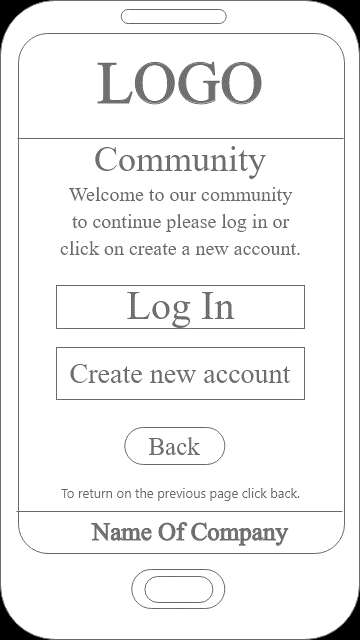 LOGO
Community
Welcome to our community
to continue please log in or
click on create a new account.
Log In
Create new account
Back
To return on the previous page click back.
Name Of Company